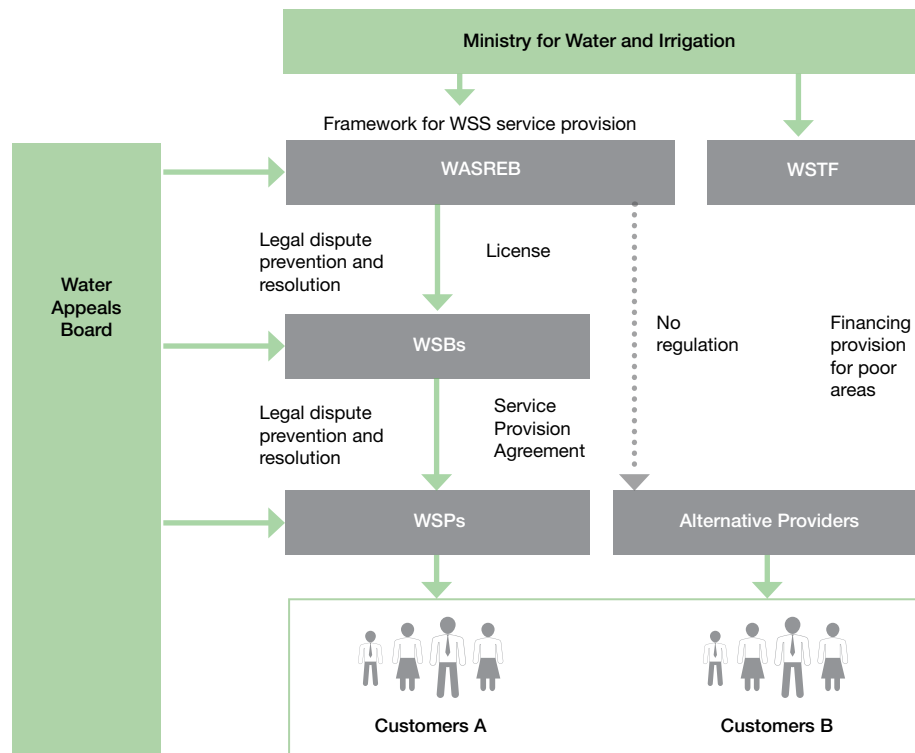 Ministry for Water and Irrigation
Framework for WSS service provision
WASREB
WSTF
Legal dispute
prevention and
resolution
License
Water
Appeals
Board
WSBs
No
regulation
Financing
provision
for poor
areas
Legal dispute
prevention and
resolution
Service
Provision
Agreement
WSPs
Alternative Providers
Customers A
Customers B